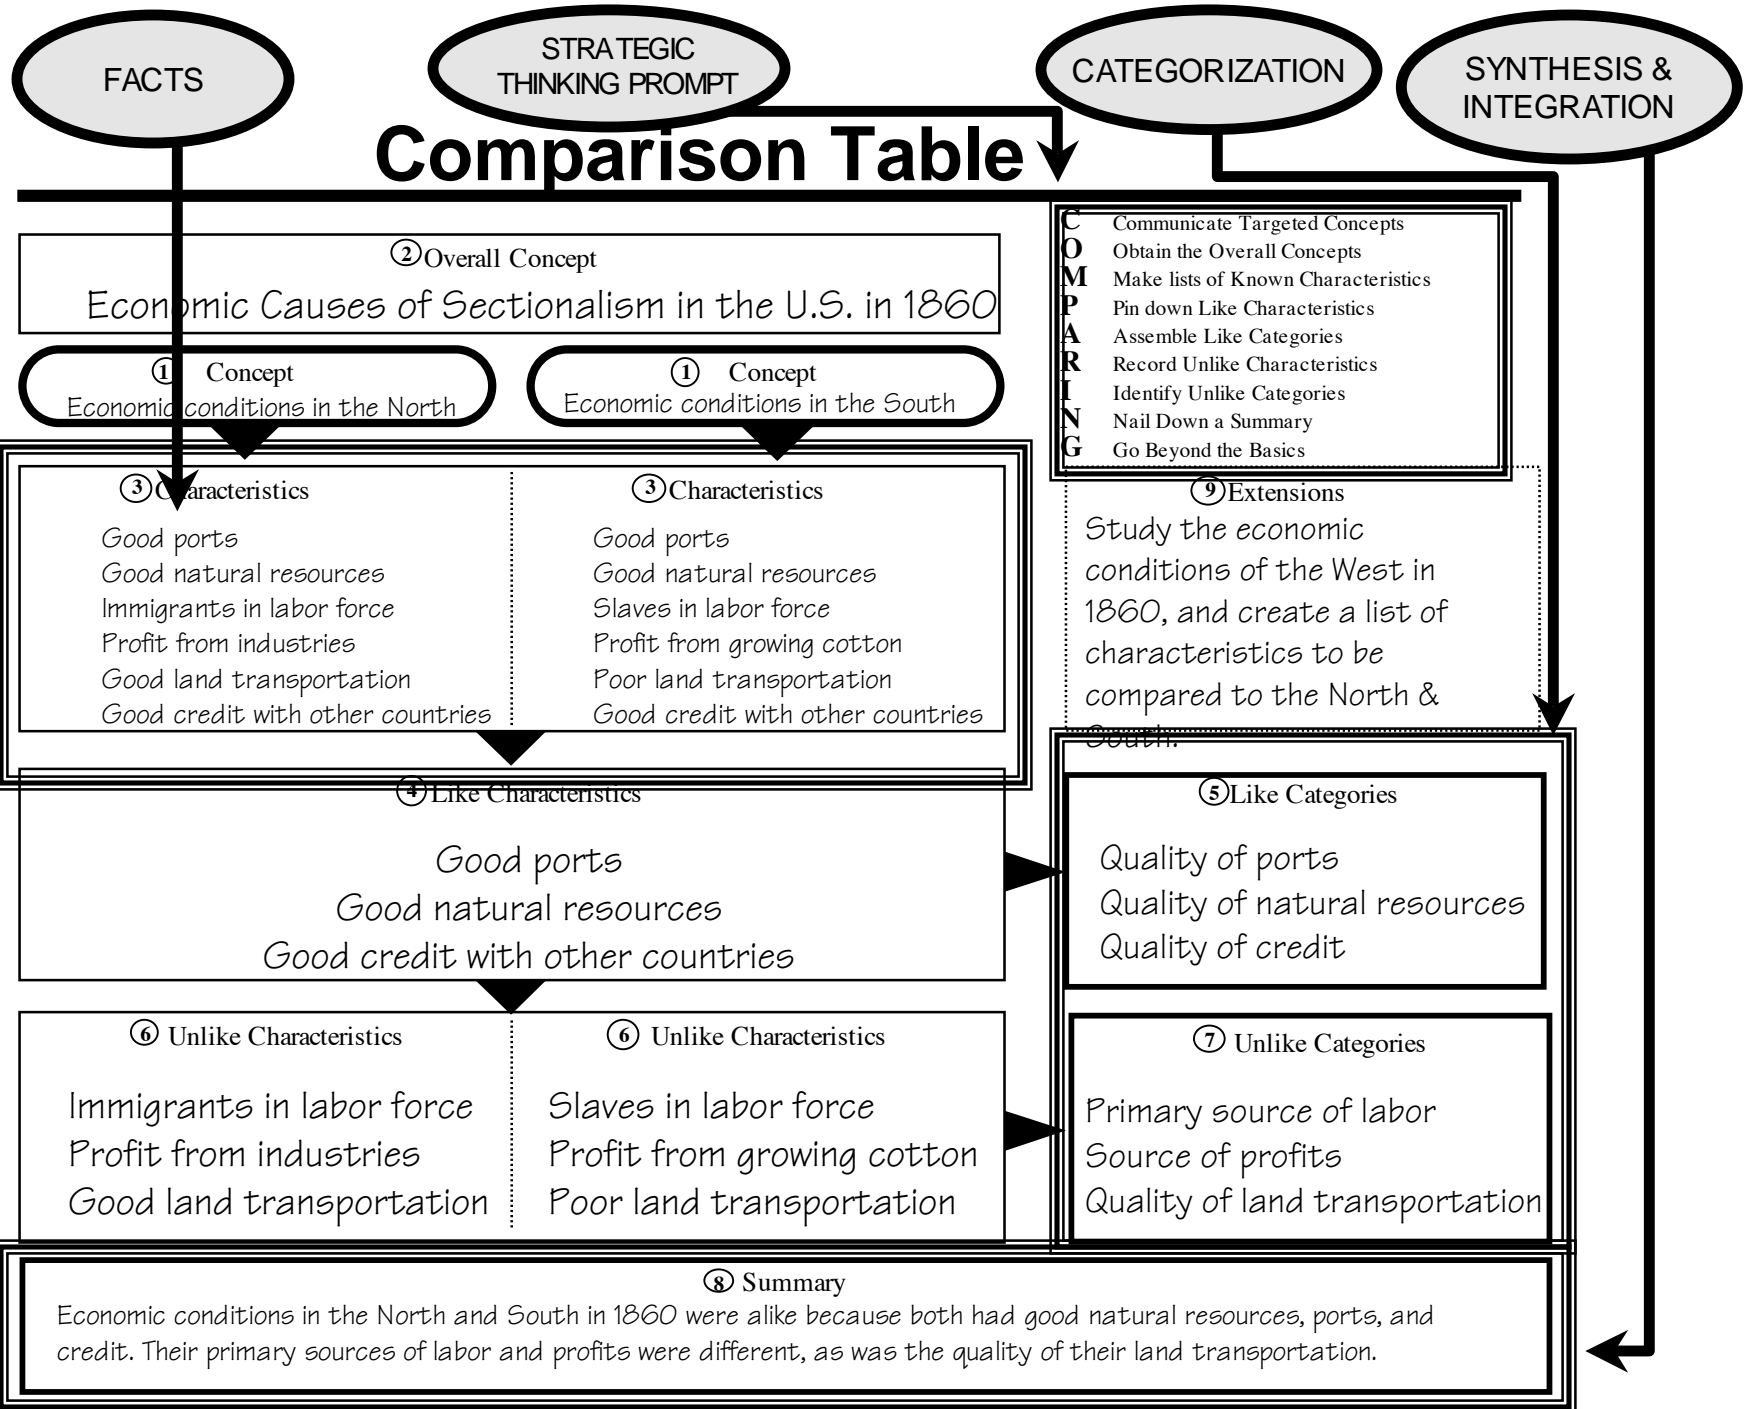 FACTS
STRATEGIC
THINKING PROMPT
CATEGORIZATION
SYNTHESIS &
INTEGRATION
Comparison Table
C Communicate Targeted Concepts
O Obtain the Overall Concepts
M Make lists of Known Characteristics
P Pin down Like Characteristics
A Assemble Like Categories
R Record Unlike Characteristics
I Identify Unlike Categories
N Nail Down a Summary
G Go Beyond the Basics
2 Overall Concept
Economic Causes of Sectionalism in the U.S. in 1860
1 Concept
Economic conditions in the North
1 Concept
Economic conditions in the South
3 Characteristics
Good ports
Good natural resources
Immigrants in labor force
Profit from industries
Good land transportation
Good credit with other countries
3 Characteristics
Good ports
Good natural resources
Slaves in labor force
Profit from growing cotton
Poor land transportation
Good credit with other countries
9 Extensions
Study the economic
conditions of the West in
1860, and create a list of
characteristics to be
compared to the North &
South.
4 Like Characteristics
Good ports
Good natural resources
Good credit with other countries
5 Like Categories
Quality of ports
Quality of natural resources
Quality of credit
6 Unlike Characteristics
Immigrants in labor force
Profit from industries
Good land transportation
6 Unlike Characteristics
Slaves in labor force
Profit from growing cotton
Poor land transportation
7 Unlike Categories
Primary source of labor
Source of profits
Quality of land transportation
8 Summary
Economic conditions in the North and South in 1860 were alike because both had good natural resources, ports, and
credit. Their primary sources of labor and profits were different, as was the quality of their land transportation.